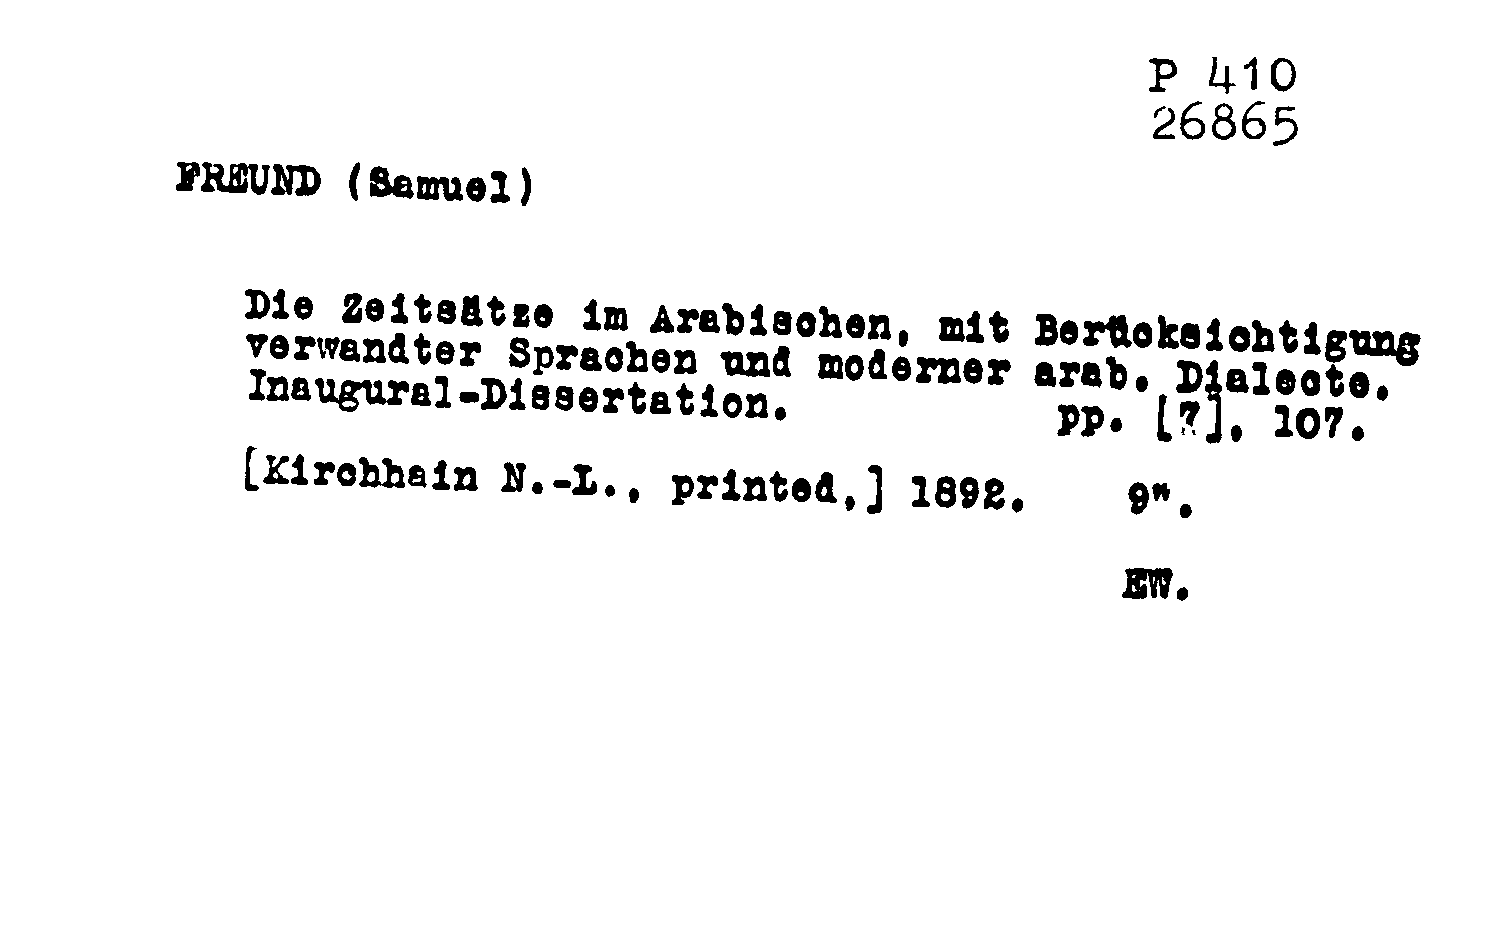 P 410
26865
FREUND (Samuel)
Die Zeitsätze im Arabischen, mit Berücksichtigung
verwandter Sprachen und moderner arab. Dialecte.
Inaugural-Dissertation. pp. [7], 107.
[Kirchhain N.-L., printed,] 1892. 9".
EW.